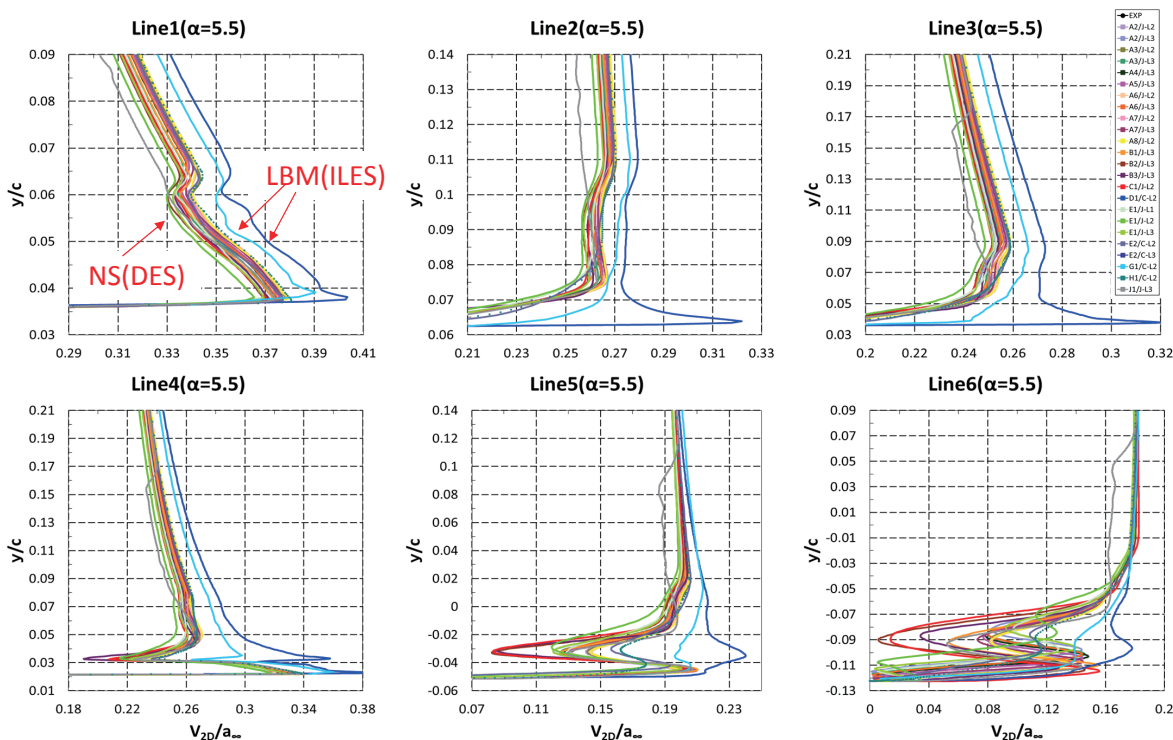 Line1(α=5.5)
Line2(α=5.5)
Line3(α=5.5)
y/c
0.09
0.08
0.07
0.06
0.05
0.04
0.03
0.29
0.31
0.33
0.35
0.37
0.39
0.41
LBM(ILES)
NS(DES)
y/c
0.14
0.13
0.12
0.11
0.10
0.09
0.08
0.07
0.06
0.21
0.23
0.25
0.27
0.29
0.31
0.33
y/c
0.21
0.19
0.17
0.15
0.13
0.11
0.09
0.07
0.05
0.03
0.2
0.22
0.24
0.26
0.28
0.3
0.32
EXP
A2/J-L2
A2/J-L3
A3/J-L2
A3/J-L3
A4/J-L3
A5/J-L3
A6/J-L2
A6/J-L3
A7/J-L2
A7/J-L3
A8/J-L2
B1/J-L3
B2/J-L3
B3/J-L3
C1/J-L2
D1/C-L2
E1/J-L1
E1/J-L2
E1/J-L3
E2/C-L2
E2/C-L3
G1/C-L2
H1/C-L2
J1/J-L3
Line4(α=5.5)
Line5(α=5.5)
Line6(α=5.5)
y/c
0.21
0.19
0.17
0.15
0.13
0.11
0.09
0.07
0.05
0.03
0.01
0.18
0.22
0.26
0.3
0.34
0.38
V2D/a∞
y/c
0.14
0.12
0.1
0.08
0.06
0.04
0.02
0
-0.02
-0.04
-0.06
0.07
0.11
0.15
0.19
0.23
V2D/a∞
y/c
0.09
0.07
0.05
0.03
0.01
-0.01
-0.03
-0.05
-0.07
-0.09
-0.11
-0.13
0
0.04
0.08
0.12
0.16
0.2
V2D/a∞